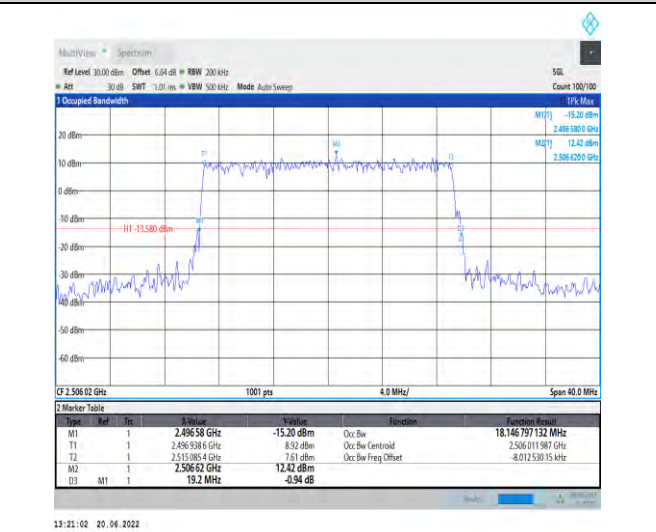 MultiView Spectrum
Ref Level 30.00 dBm Offset 6.64 dB RBW 200 kHz SGL
Att 30 dB SWT 1.01 ms VBW 500 kHz Mode Auto Sweep Count 100/100
1 Occupied Bandwidth 1Pk Max
M1[1] -15.20 dBm
2.496 580 0 GHz
M2[1] 12.42 dBm
2.506 620 0 GHz
20 dBm
M2
T1 T2
10 dBm
0 dBm
-10 dBm
M1
H1 -13.580 dBm
D3
-20 dBm
-30 dBm
-40 dBm
-50 dBm
-60 dBm
CF 2.506 02 GHz 1001 pts 4.0 MHz/ Span 40.0 MHz
2 Marker Table
Type Ref Trc X-Value Y-Value Function Function Result
M1 1 2.496 58 GHz -15.20 dBm Occ Bw 18.146 797 132 MHz
T1 1 2.496 938 6 GHz 8.92 dBm Occ Bw Centroid 2.506 011 987 GHz
T2 1 2.515 085 4 GHz 7.61 dBm Occ Bw Freq Offset -8.012 530 15 kHz
M2 1 2.506 62 GHz 12.42 dBm
D3 M1 1 19.2 MHz -0.94 dB
13:21:02 20.06.2022